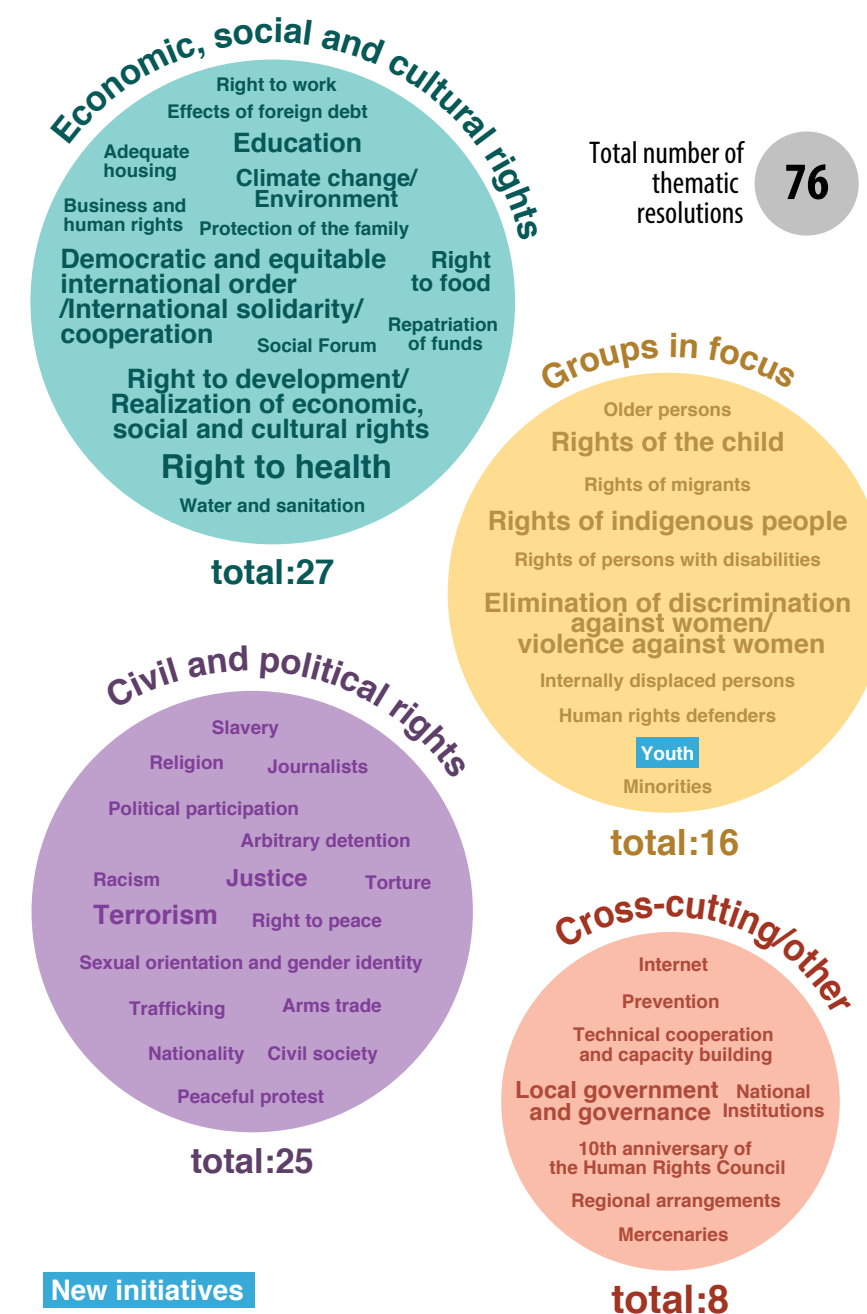 Economic, social and cultural rights
Right to work
Effects of foreign debt
Education
Adequate
housing
Climate change/
Environment
Business and
human rights
Protection of the family
Democratic and equitable
international order
/International solidarity/
cooperation
Right
to food
Repatriation
of funds
Social Forum
Right to development/
Realization of economic,
social and cultural rights
Right to health
Water and sanitation
total:27
Total number of
thematic
resolutions
76
Groups in focus
Older persons
Rights of the child
Rights of migrants
Rights of indigenous people
Rights of persons with disabilities
Elimination of discrimination
against women/
violence against women
Internally displaced persons
Human rights defenders
Youth
Minorities
total:16
Civil and political rights
Slavery
Religion
Journalists
Political participation
Arbitrary detention
Racism
Justice
Torture
Terrorism
Right to peace
Sexual orientation and gender identity
Trafficking
Arms trade
Nationality
Civil society
Peaceful protest
total:25
Cross-cutting/other
Internet
Prevention
Technical cooperation
and capacity building
Local government
and governance
National
Institutions
10th anniversary of
the Human Rights Council
Regional arrangements
Mercenaries
total:8
New initiatives